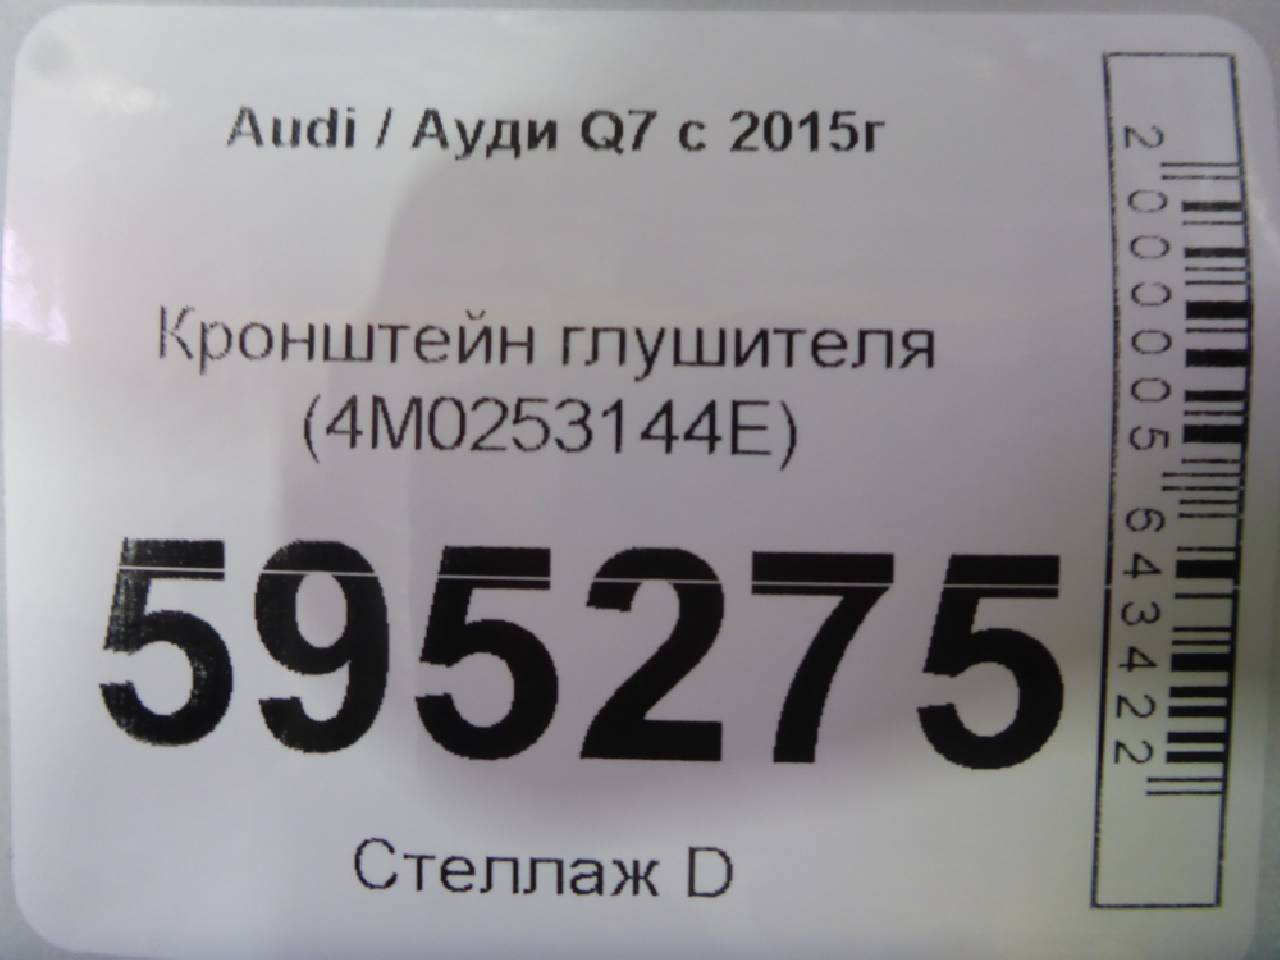 Audi / Ауди Q7 с 2015г
Кронштейн глушителя
(4M0253144E)
595275
Стеллаж D
2000005643422